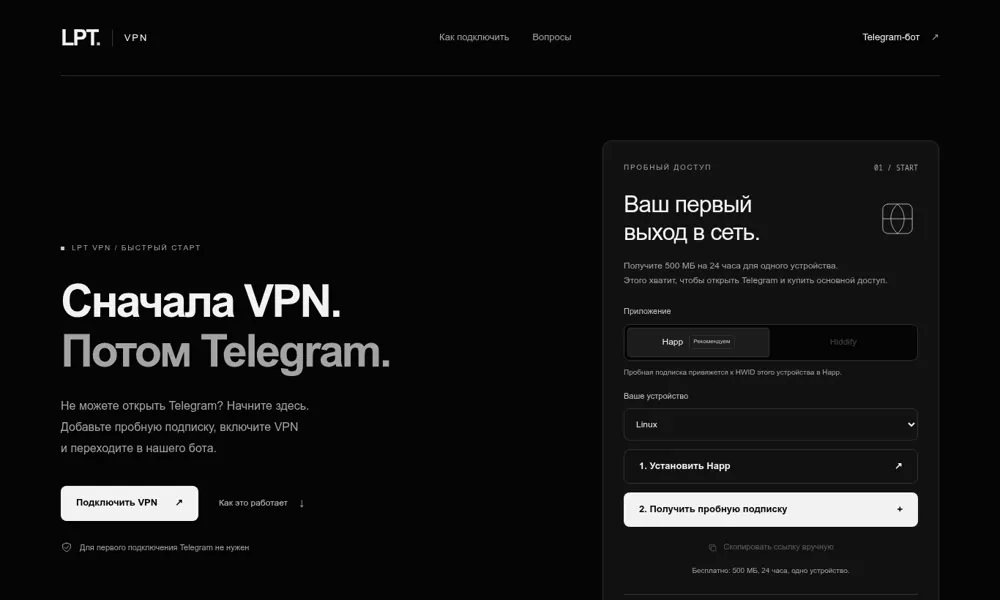 LPT. VPN
Как подключить
Вопросы
Telegram-бот ↗
LPT VPN / БЫСТРЫЙ СТАРТ
Сначала VPN.
Потом Telegram.
Не можете открыть Telegram? Начните здесь.
Добавьте пробную подписку, включите VPN
и переходите в нашего бота.
Подключить VPN ↗
Как это работает ↓
Для первого подключения Telegram не нужен
ПРОБНЫЙ ДОСТУП
01 / START
Ваш первый
выход в сеть.
Получите 500 МБ на 24 часа для одного устройства.
Этого хватит, чтобы открыть Telegram и купить основной доступ.
Приложение
Happ Рекомендуем
Hiddify
Пробная подписка привяжется к HWID этого устройства в Happ.
Ваше устройство
Linux
1. Установить Happ ↗
2. Получить пробную подписку +
Скопировать ссылку вручную
Бесплатно: 500 МБ, 24 часа, одно устройство.